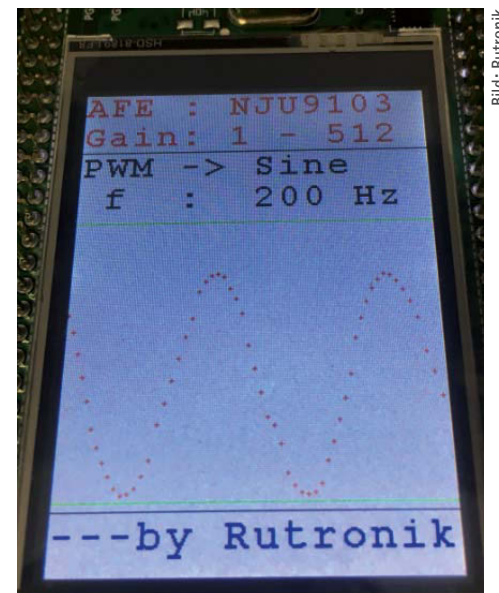 AFE : NJU9103
Gain: 1 - 512
PWM -> Sine
f : 200 Hz
---by Rutronik
Bild: Rutronik